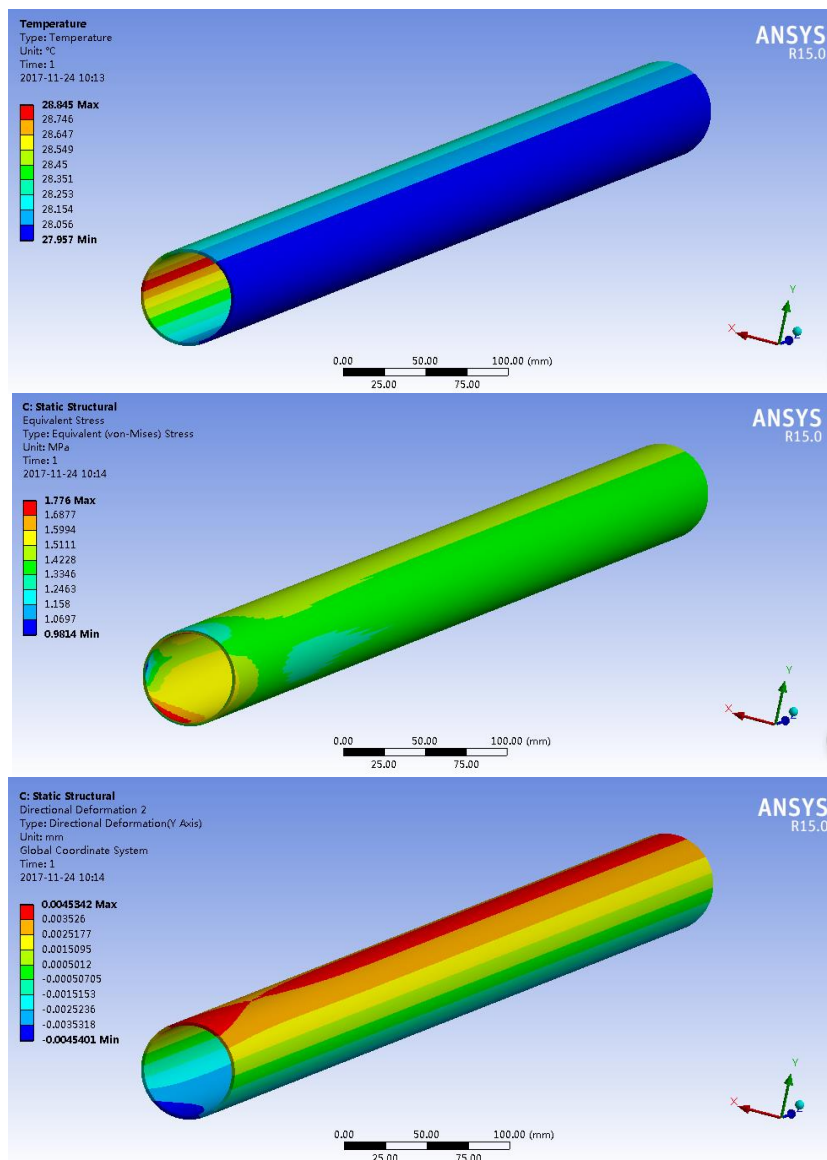 Temperature
Type: Temperature
Unit: °C
Time: 1
2017-11-24 10:13
ANSYS
R15.0
28.845 Max
28.746
28.647
28.549
28.45
28.351
28.253
28.154
28.056
27.957 Min
Y
X
Z
0.00 50.00 100.00 (mm)
25.00 75.00
C: Static Structural
Equivalent Stress
Type: Equivalent (von-Mises) Stress
Unit: MPa
Time: 1
2017-11-24 10:14
ANSYS
R15.0
1.776 Max
1.6877
1.5994
1.5111
1.4228
1.3346
1.2463
1.158
1.0697
0.9814 Min
Y
X
Z
0.00 50.00 100.00 (mm)
25.00 75.00
C: Static Structural
Directional Deformation 2
Type: Directional Deformation(Y Axis)
Unit: mm
Global Coordinate System
Time: 1
2017-11-24 10:14
ANSYS
R15.0
0.0045342 Max
0.003526
0.0025177
0.0015095
0.0005012
-0.00050705
-0.0015153
-0.0025236
-0.0035318
-0.0045401 Min
Y
X
Z
0.00 50.00 100.00 (mm)
25.00 75.00